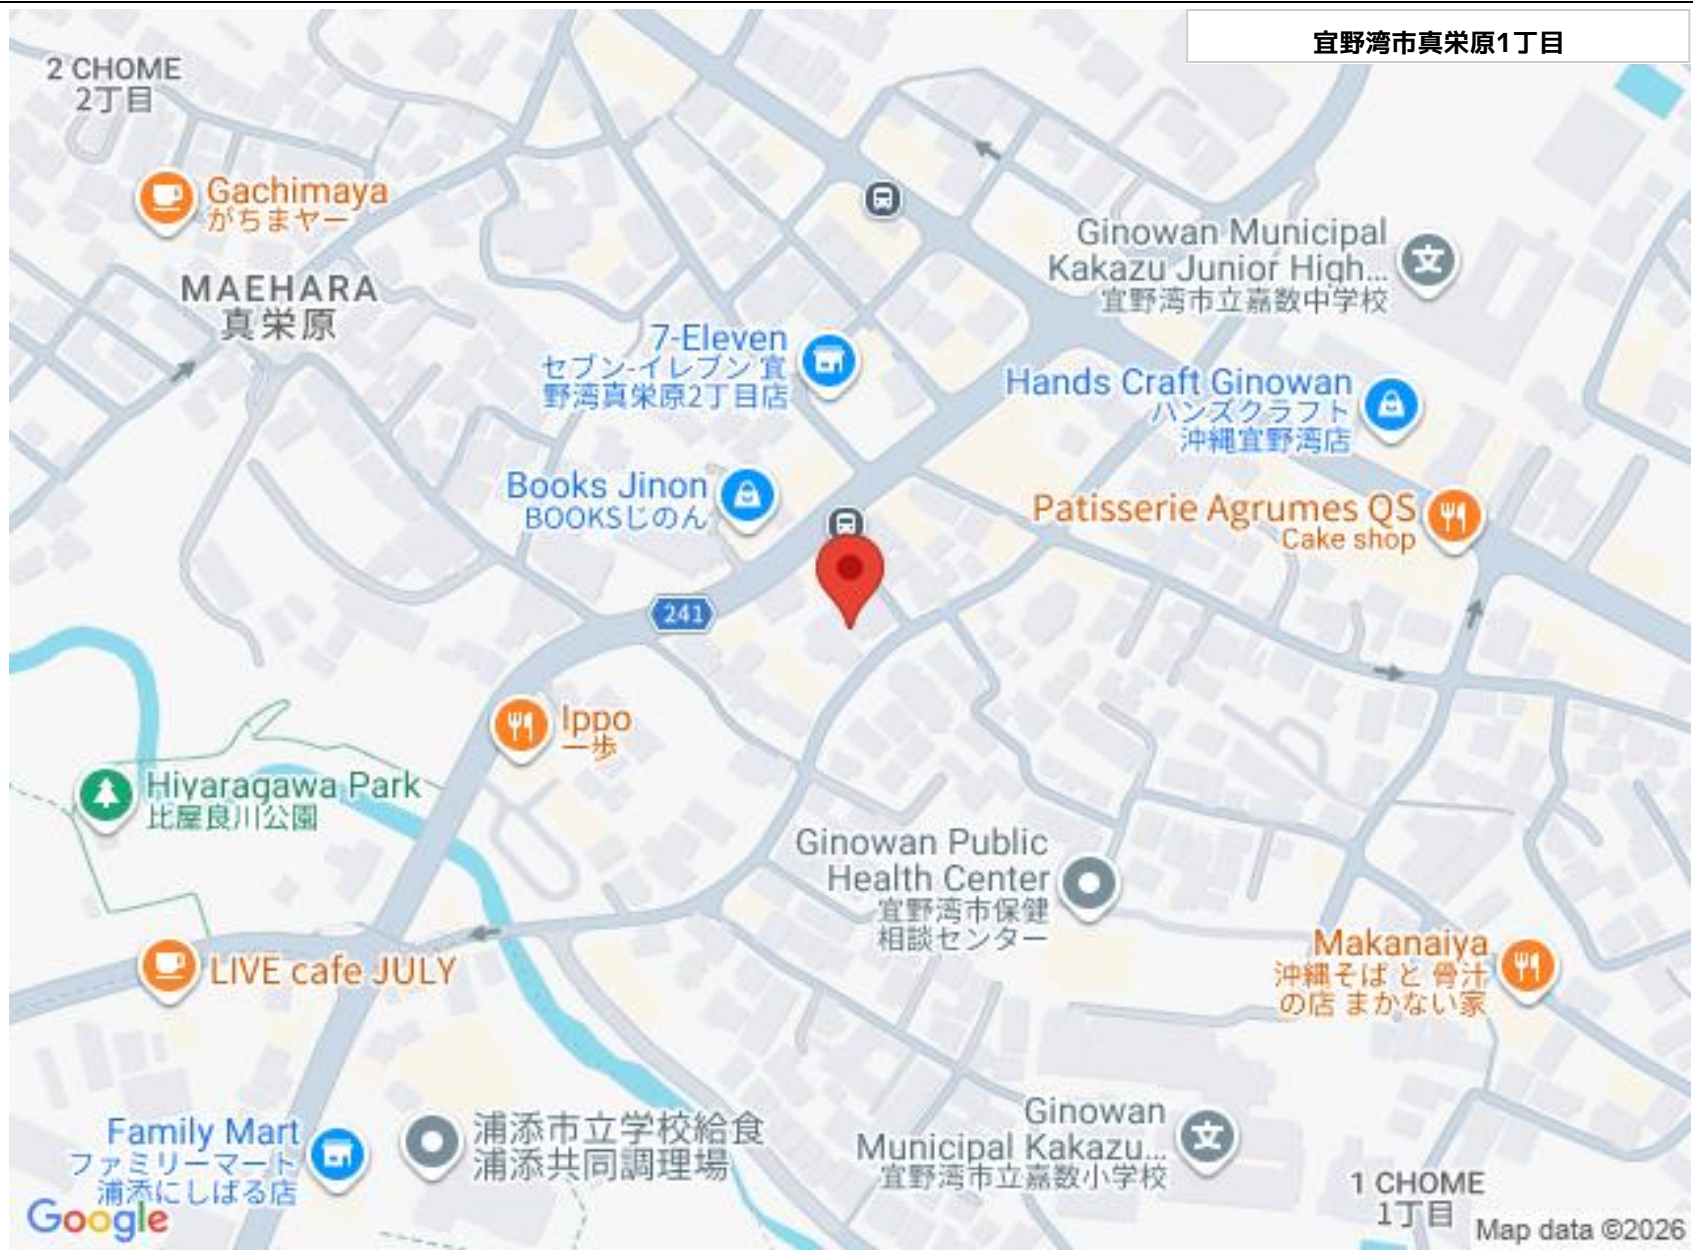 宜野湾市真栄原1丁目
2 CHOME
2丁目
Gachimaya
がちまヤー
MAEHARA
真栄原
Ginowan Municipal
Kakazu Junior High...
宜野湾市立嘉数中学校
7-Eleven
セブン-イレブン 宜
野湾真栄原2丁目店
Hands Craft Ginowan
ハンズクラフト
沖縄宜野湾店
Books Jinon
BOOKSじのん
Patisserie Agrumes QS
Cake shop
241
Ippo
一歩
Hiyaragawa Park
比屋良川公園
Ginowan Public
Health Center
宜野湾市保健
相談センター
LIVE cafe JULY
Makanaiya
沖縄そば と 骨汁
の店 まかない家
Family Mart
ファミリーマート
浦添にしばる店
浦添市立学校給食
浦添共同調理場
Ginowan
Municipal Kakazu...
宜野湾市立嘉数小学校
1 CHOME
1丁目
Google
Map data ©2026
文
文